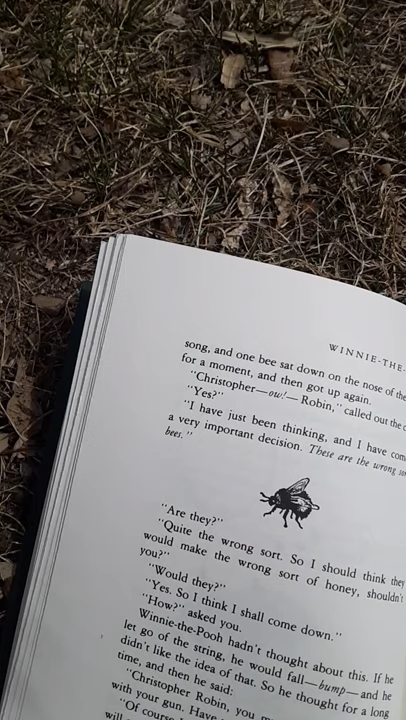 WINNIE-THE-
song, and one bee sat down on the nose of the
for a moment, and then got up again.
"Christopher—ow!—Robin," called out the c
"Yes?"
"I have just been thinking, and I have com
a very important decision. These are the wrong sor
bees."
"Are they?"
"Quite the wrong sort. So I should think they
would make the wrong sort of honey, shouldn't
you?"
"Would they?"
"Yes. So I think I shall come down."
"How?" asked you.
Winnie-the-Pooh hadn't thought about this. If he
let go of the string, he would fall—bump—and he
didn't like the idea of that. So he thought for a long
time, and then he said:
"Christopher Robin, you mu
with your gun. Have
"Of course
will